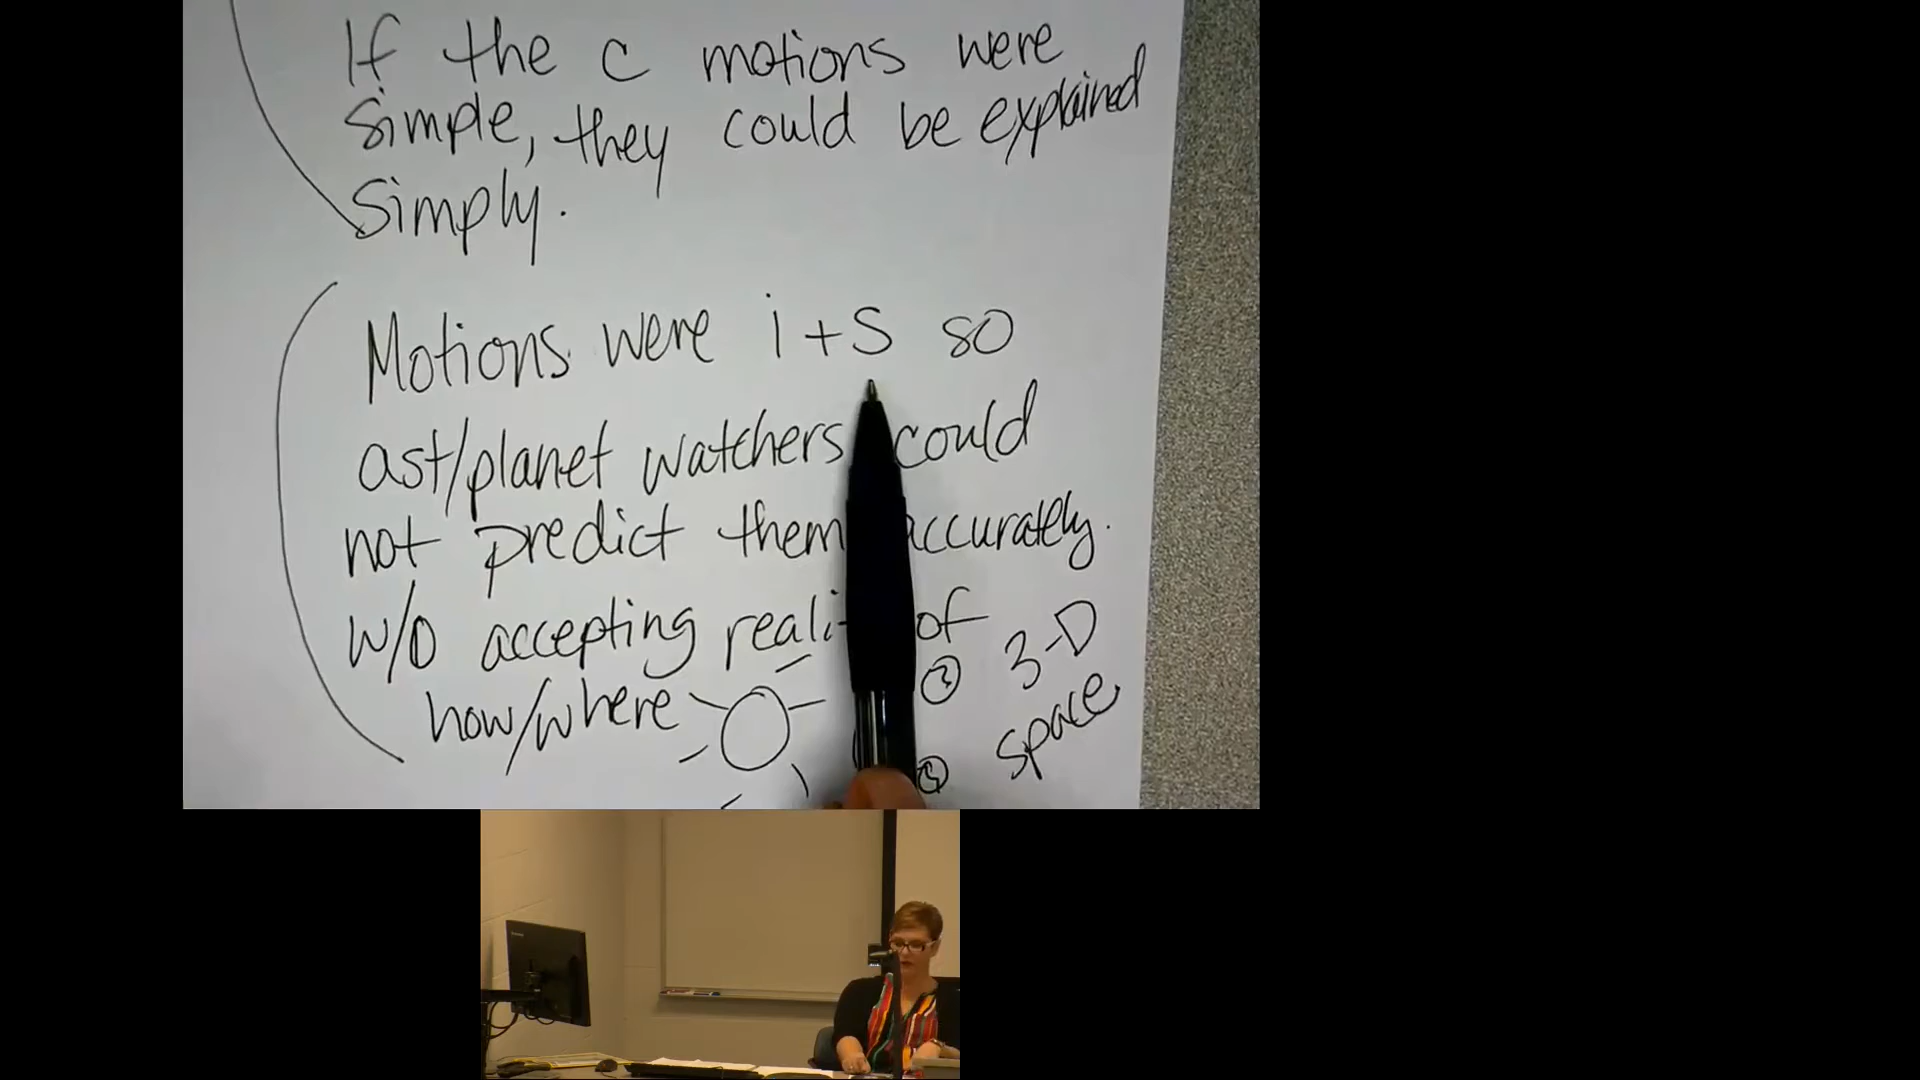 If the c motions were
simple, they could be explained
simply.
Motions were i + S so
ast/planet watchers could
not predict them accurately.
w/o accepting of
how/where 3-D
space